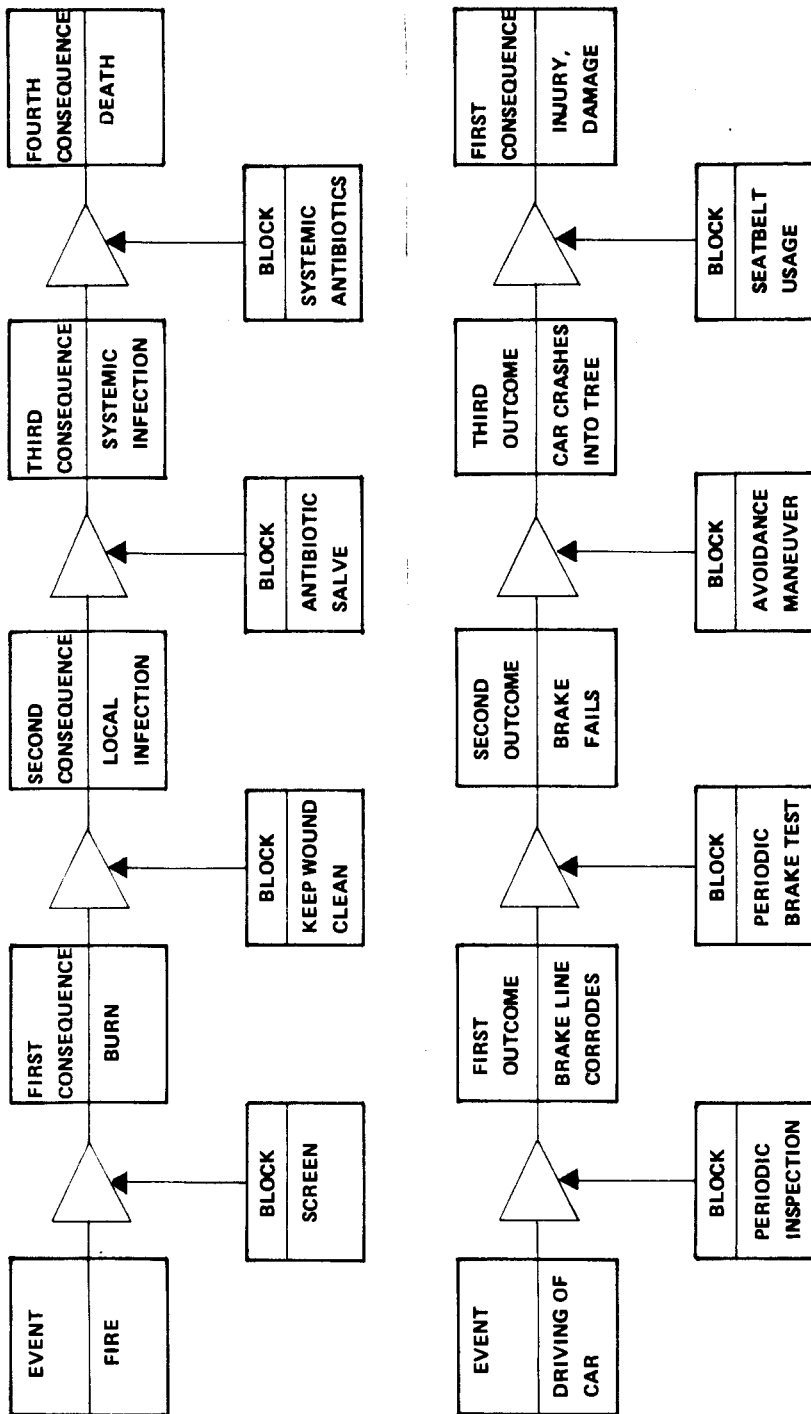 EVENT
FIRE
BLOCK
SCREEN
FIRST
CONSEQUENCE
BURN
BLOCK
KEEP WOUND
CLEAN
SECOND
CONSEQUENCE
LOCAL
INFECTION
BLOCK
ANTIBIOTIC
SALVE
THIRD
CONSEQUENCE
SYSTEMIC
INFECTION
BLOCK
SYSTEMIC
ANTIBIOTICS
FOURTH
CONSEQUENCE
DEATH
EVENT
DRIVING OF
CAR
BLOCK
PERIODIC
INSPECTION
FIRST
OUTCOME
BRAKE LINE
CORRODES
BLOCK
PERIODIC
BRAKE TEST
SECOND
OUTCOME
BRAKE
FAILS
BLOCK
AVOIDANCE
MANEUVER
THIRD
OUTCOME
CAR CRASHES
INTO TREE
BLOCK
SEATBELT
USAGE
FIRST
CONSEQUENCE
INJURY,
DAMAGE